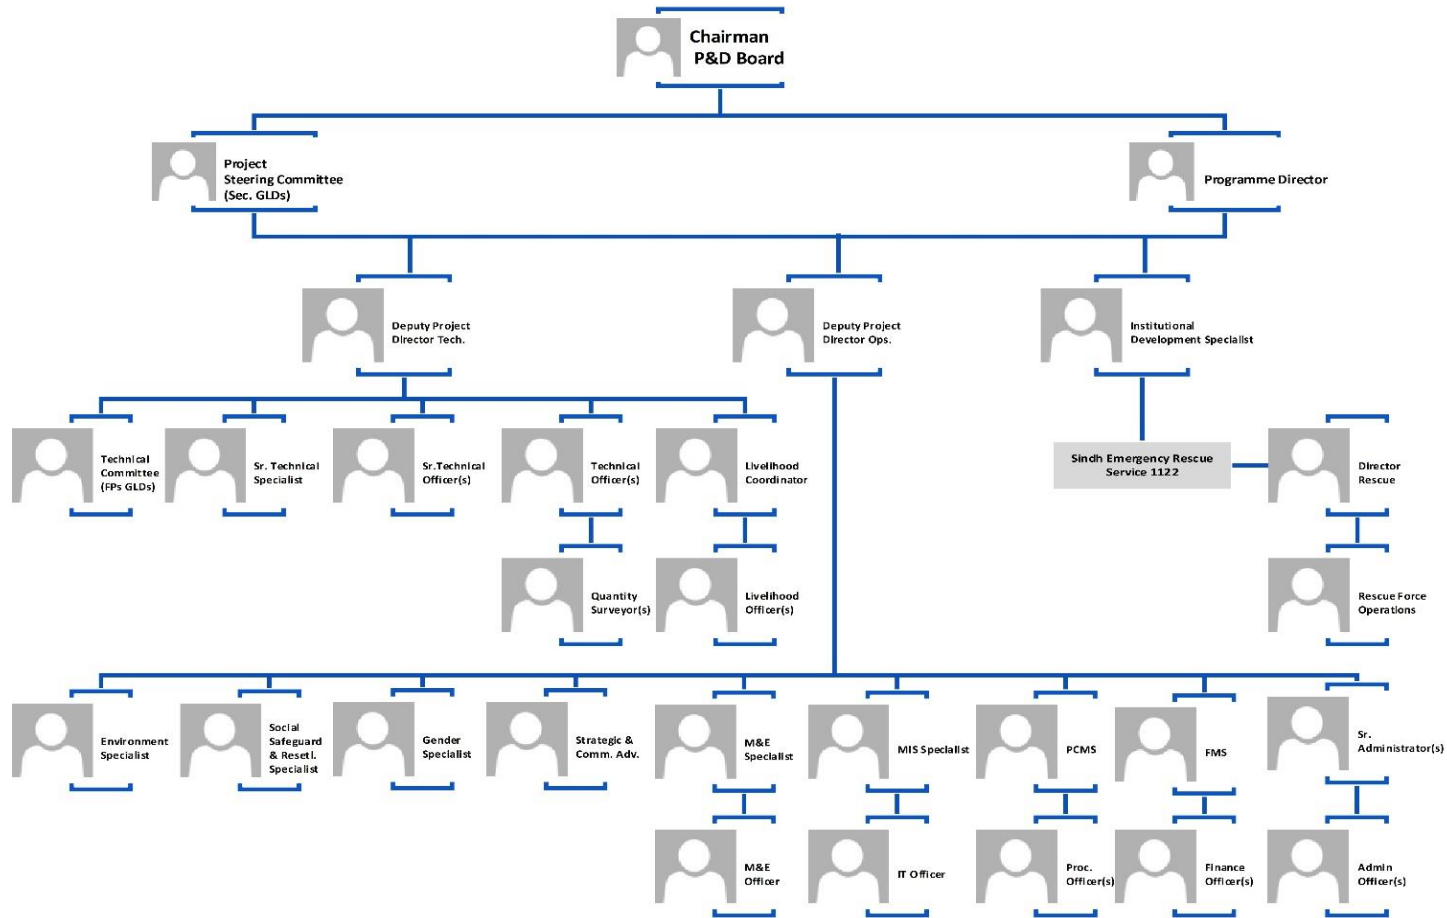 Chairman
P&D Board
Project
Steering Committee
(Sec. GLDs)
Programme Director
Deputy Project
Director Tech.
Deputy Project
Director Ops.
Institutional
Development Specialist
Technical
Committee
(FPs GLDs)
Sr. Technical
Specialist
Sr.Technical
Officer(s)
Technical
Officer(s)
Livelihood
Coordinator
Sindh Emergency Rescue
Service 1122
Director
Rescue
Quantity
Surveyor(s)
Livelihood
Officer(s)
Rescue Force
Operations
Environment
Specialist
Social
Safeguard
& Resetl.
Specialist
Gender
Specialist
Strategic &
Comm. Adv.
M&E
Specialist
MIS Specialist
PCMS
FMS
Sr.
Administrator(s)
M&E
Officer
IT Officer
Proc.
Officer(s)
Finance
Officer(s)
Admin
Officer(s)